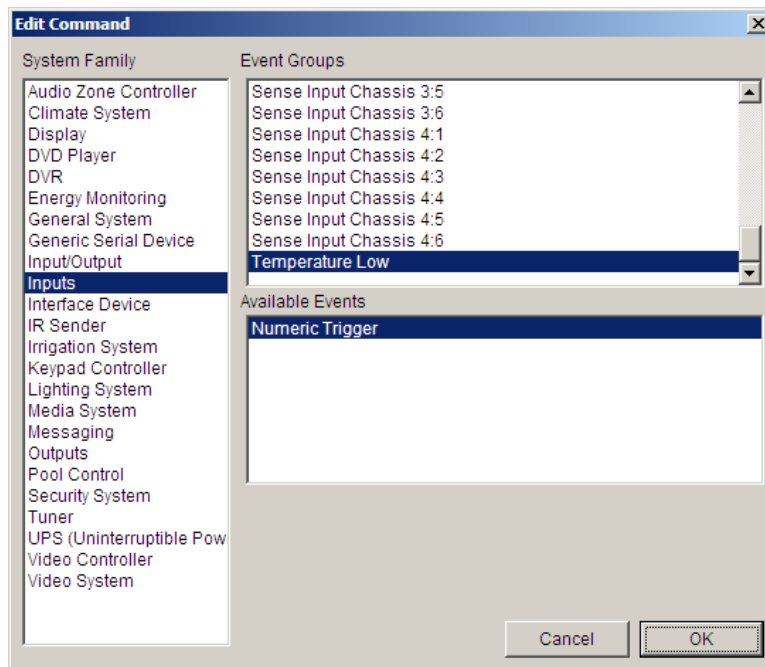 Edit Command
System Family
Audio Zone Controller
Climate System
Display
DVD Player
DVR
Energy Monitoring
General System
Generic Serial Device
Input/Output
Inputs
Interface Device
IR Sender
Irrigation System
Keypad Controller
Lighting System
Media System
Messaging
Outputs
Pool Control
Security System
Tuner
UPS (Uninterruptible Pow
Video Controller
Video System
Event Groups
Sense Input Chassis 3:5
Sense Input Chassis 3:6
Sense Input Chassis 4:1
Sense Input Chassis 4:2
Sense Input Chassis 4:3
Sense Input Chassis 4:4
Sense Input Chassis 4:5
Sense Input Chassis 4:6
Temperature Low
Available Events
Numeric Trigger
Cancel
OK